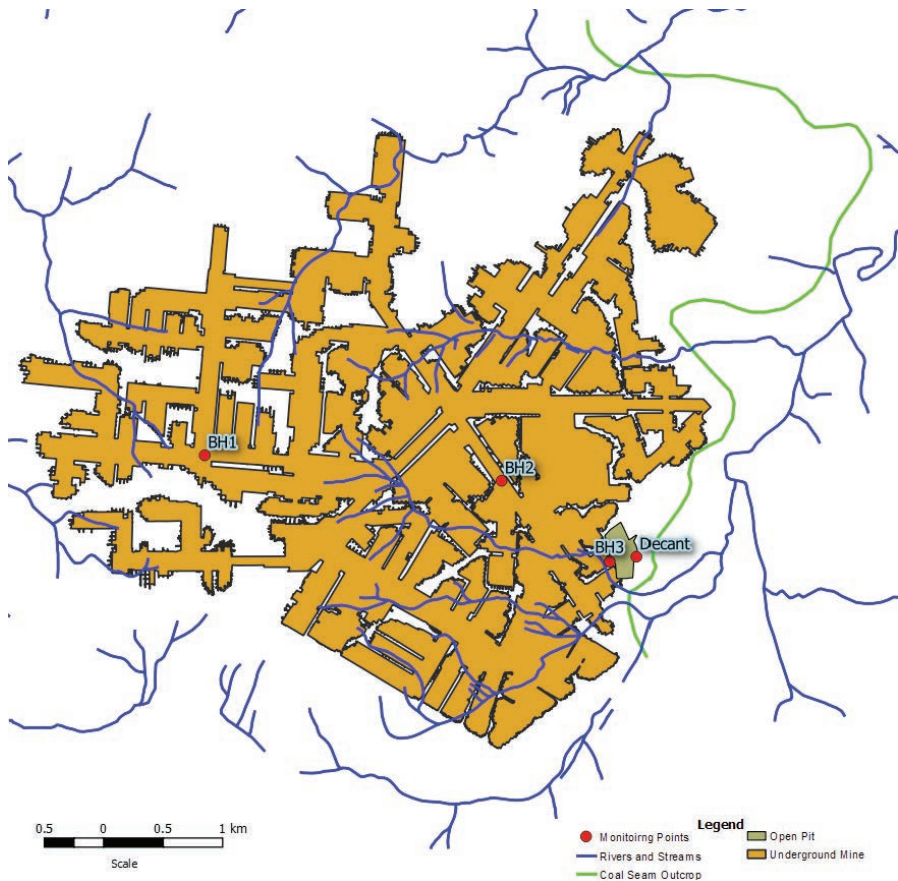 BH1
BH2
BH3
Decant
0.5 0 0.5 1 km
Scale
Legend
Monitoirng Points
Rivers and Streams
Coal Seam Outcrop
Open Pit
Underground Mine